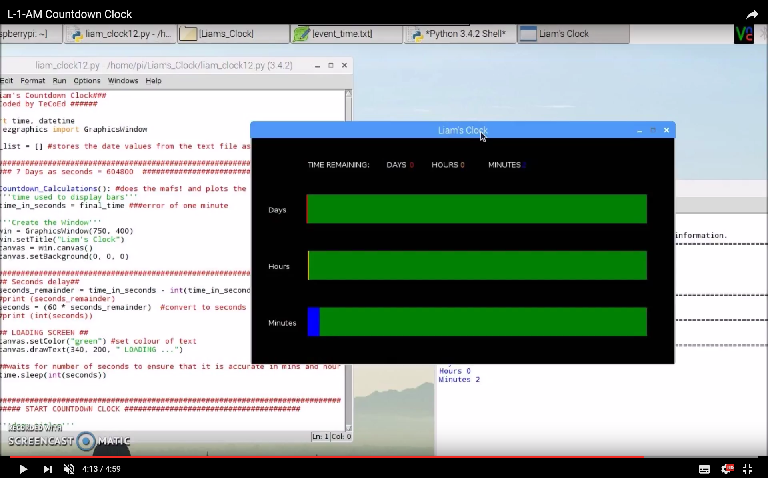 L-1-AM Countdown Clock
spberrypi: ~]
liam_clock12.py - /h...
[Liams_Clock]
[event_time.txt]
*Python 3.4.2 Shell*
Liam's Clock
liam_clock12.py - /home/pi/Liams_Clock/liam_clock12.py (3.4.2)
Edit Format Run Options Windows Help
iam's Countdown Clock###
Coded by TeCoEd ######
rt time, datetime
ezgraphics import GraphicsWindow
_list = [] #stores the date values from the text file as
### 7 Days as seconds = 604800 ####################
Countdown_Calculations(): #does the mafs! and plots the
'''time used to display bars'''
time_in_seconds = final_time ###error of one minute
'''Create the Window'''
win = GraphicsWindow(750, 400)
win.setTitle("Liam's Clock")
canvas = win.canvas()
canvas.setBackground(0, 0, 0)
## Seconds delay##
seconds_remainder = time_in_seconds - int(time_in_second
#print (seconds_remainder)
seconds = (60 * seconds_remainder) #convert to seconds
#print (int(seconds))
## LOADING SCREEN ##
canvas.setColor("green") #set colour of text
canvas.drawText(340, 200, " LOADING ...")
##waits for number of seconds to ensure that it is accurate in mins and hour
time.sleep(int(seconds))
##### START COUNTDOWN CLOCK ####################################
Ln: 1 Col: 0
Liam's Clock
TIME REMAINING: DAYS 0 HOURS 0 MINUTES
Days
Hours
Minutes
information.
Hours 0
Minutes 2
RECORDED WITH
SCREENCAST MATIC
4:13 / 4:59